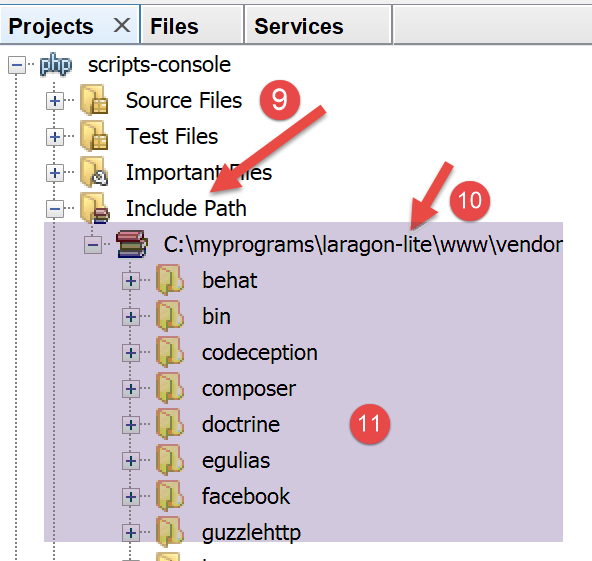 Projects Files Services
php scripts-console
Source Files 9
Test Files
Important Files
Include Path
10
C:\myprograms\laragon-lite\www\vendor
behat
bin
codeception
composer
doctrine 11
egulias
facebook
guzzlehttp